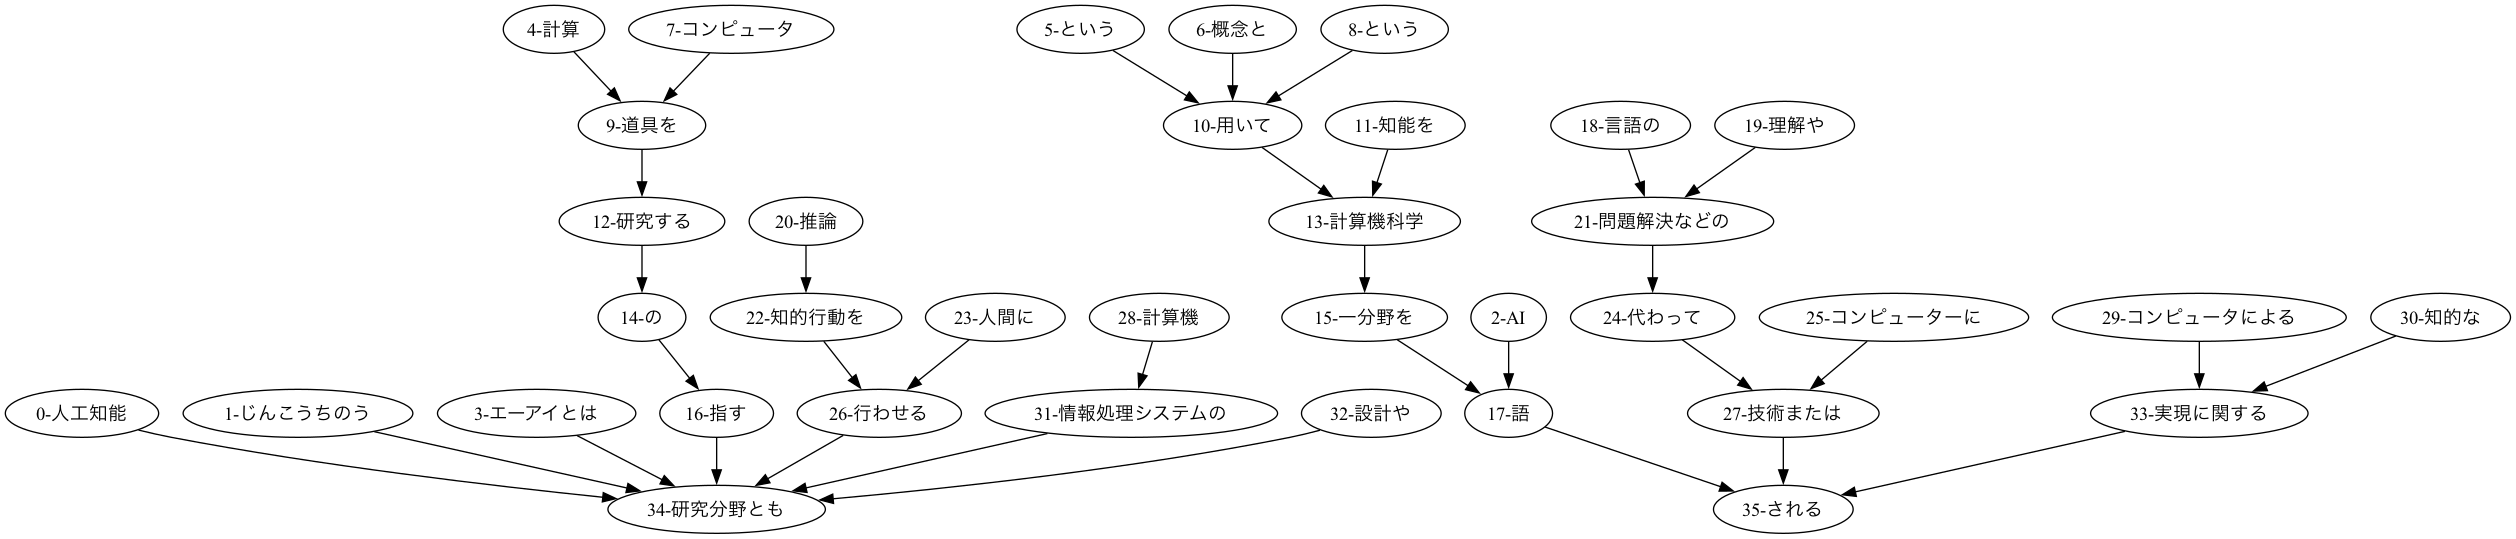 4-計算
7-コンピュータ
5-という
6-概念と
8-という
9-道具を
10-用いて
11-知能を
18-言語の
19-理解や
12-研究する
20-推論
13-計算機科学
21-問題解決などの
14-の
22-知的行動を
23-人間に
28-計算機
15-一分野を
2-AI
24-代わって
25-コンピューターに
29-コンピュータによる
30-知的な
0-人工知能
1-じんこうちのう
3-エーアイとは
16-指す
26-行わせる
31-情報処理システムの
32-設計や
17-語
27-技術または
33-実現に関する
34-研究分野とも
35-される